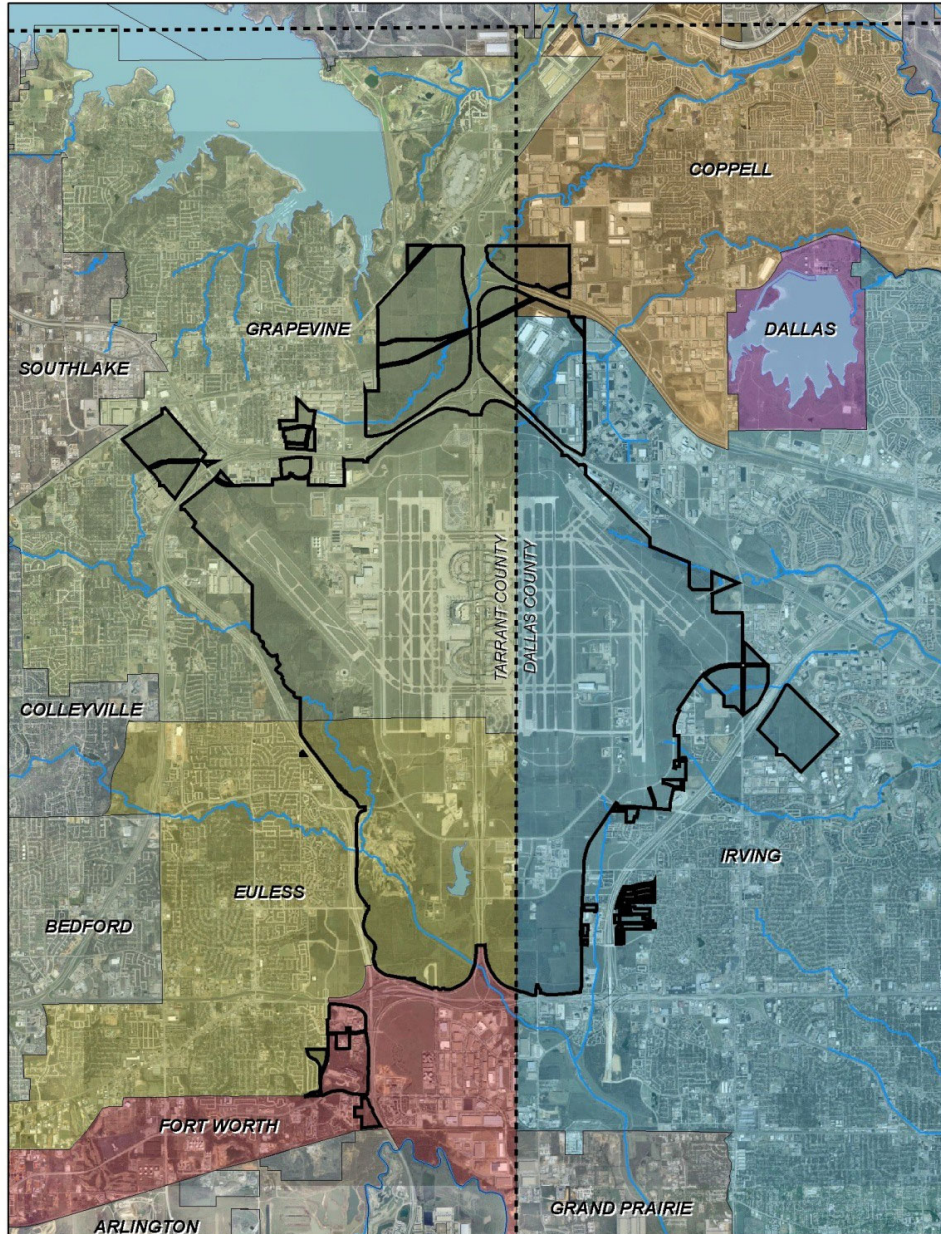 COPPELL
GRAPEVINE
DALLAS
SOUTHLAKE
TARRANT COUNTY
DALLAS COUNTY
COLLEYVILLE
IRVING
EULESS
BEDFORD
FORT WORTH
GRAND PRAIRIE
ARLINGTON